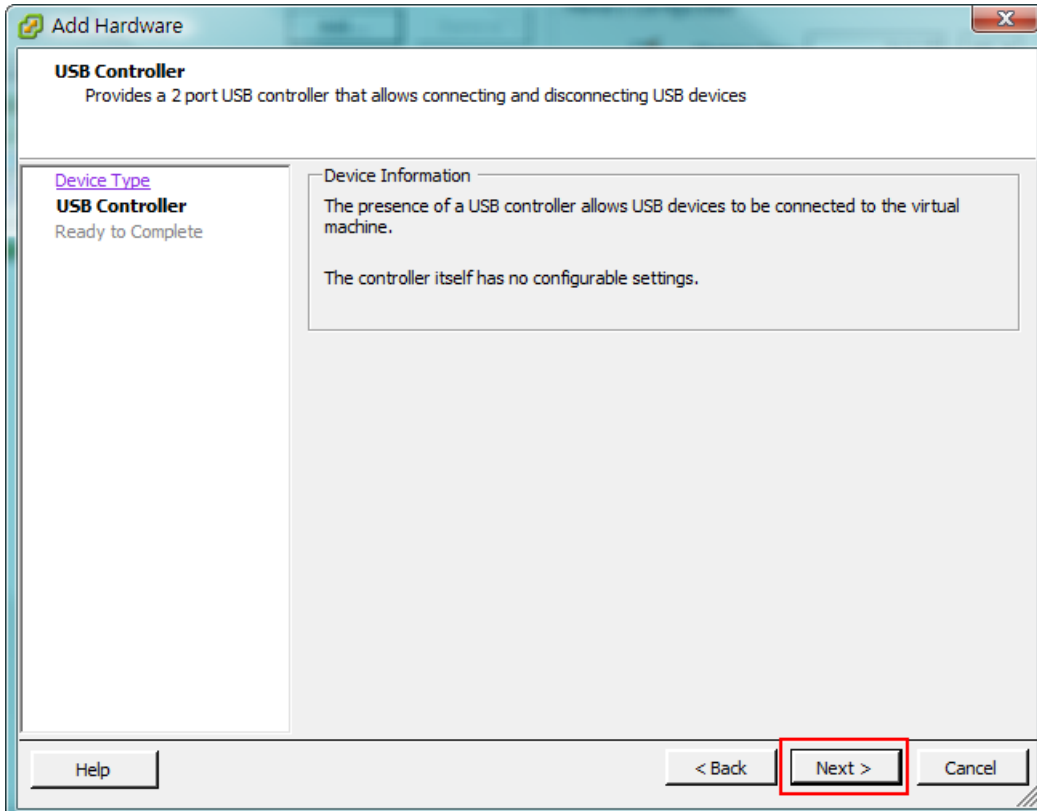 Add Hardware
USB Controller
Provides a 2 port USB controller that allows connecting and disconnecting USB devices
Device Type
USB Controller
Ready to Complete
Device Information
The presence of a USB controller allows USB devices to be connected to the virtual
machine.
The controller itself has no configurable settings.
Help
< Back
Next >
Cancel